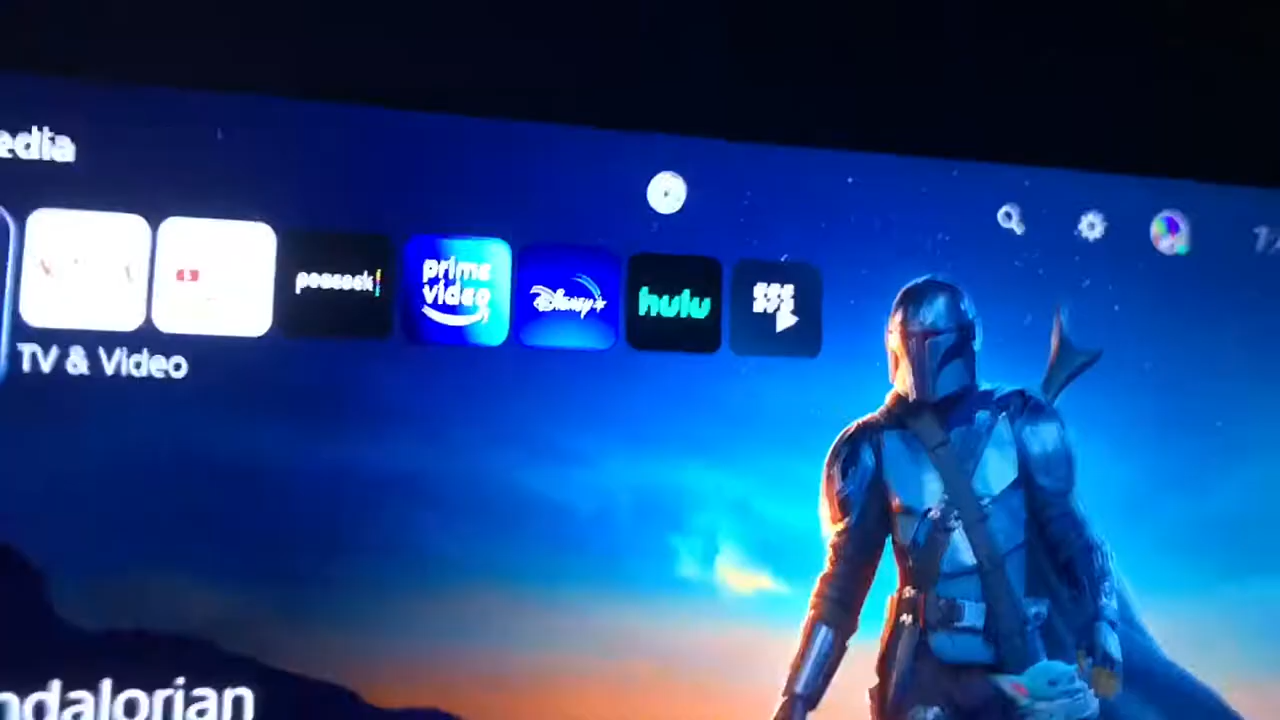 edia
peacock
prime video
Disney+
hulu
TV & Video
ndalorian